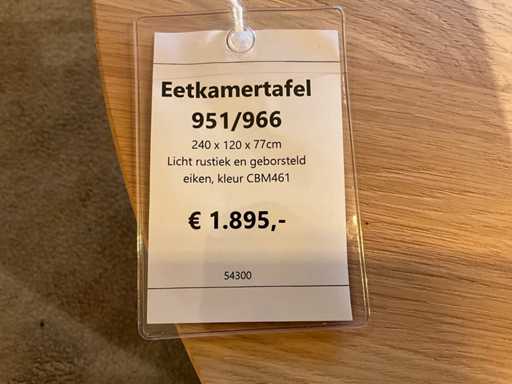 Eetkamertafel
951/966
240 x 120 x 77cm
Licht rustiek en geborsteld
eiken, kleur CBM461
€ 1.895,-
54300